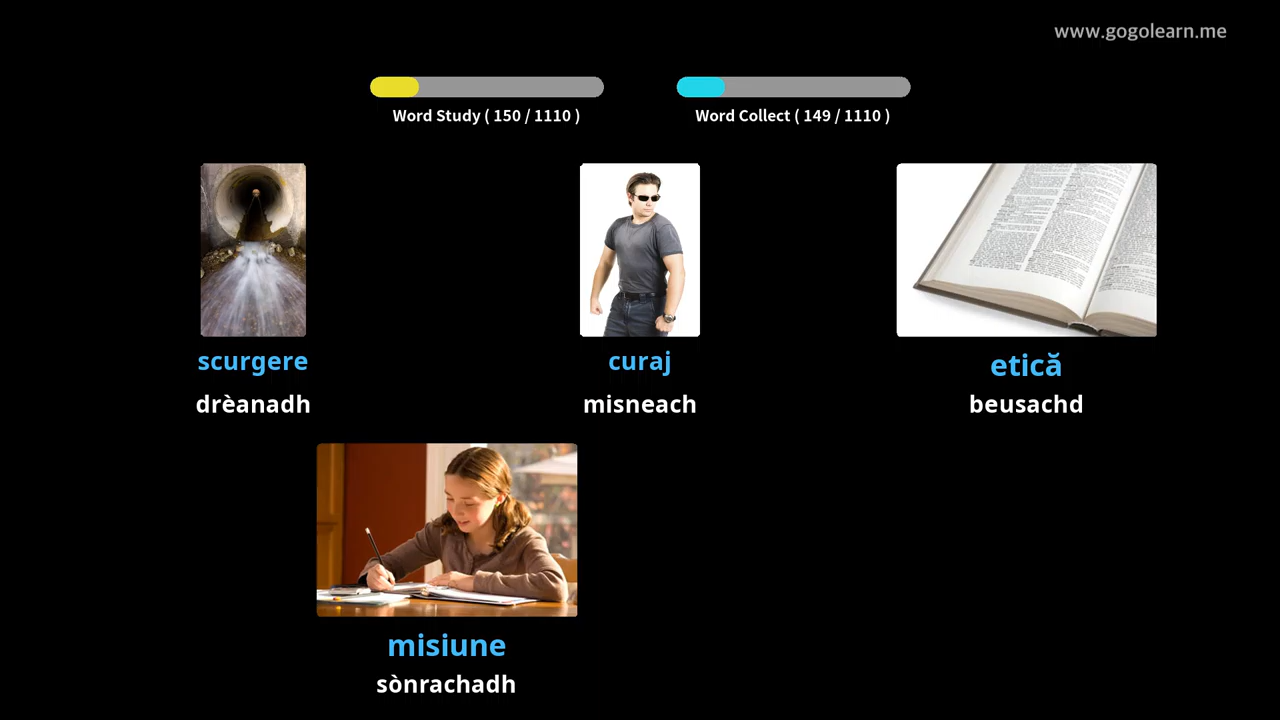 www.gogolearn.me
Word Study ( 150 / 1110 )
Word Collect ( 149 / 1110 )
scurgere
drèanadh
curaj
misneach
etică
beusachd
misiune
sònrachadh